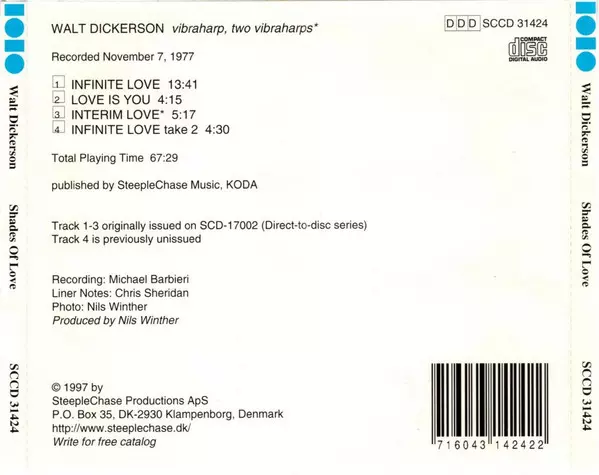 WALT DICKERSON vibraharp, two vibraharps*
DDD SCCD 31424
COMPACT
disc
DIGITAL AUDIO
Recorded November 7, 1977
1 INFINITE LOVE 13:41
2 LOVE IS YOU 4:15
3 INTERIM LOVE* 5:17
4 INFINITE LOVE take 2 4:30
Total Playing Time 67:29
published by SteepleChase Music, KODA
Track 1-3 originally issued on SCD-17002 (Direct-to-disc series)
Track 4 is previously unissued
Recording: Michael Barbieri
Liner Notes: Chris Sheridan
Photo: Nils Winther
Produced by Nils Winther
© 1997 by
SteepleChase Productions ApS
P.O. Box 35, DK-2930 Klampenborg, Denmark
http://www.steeplechase.dk/
Write for free catalog
7 16043 14242 2
Walt Dickerson Shades Of Love SCCD 31424
Walt Dickerson Shades Of Love SCCD 31424